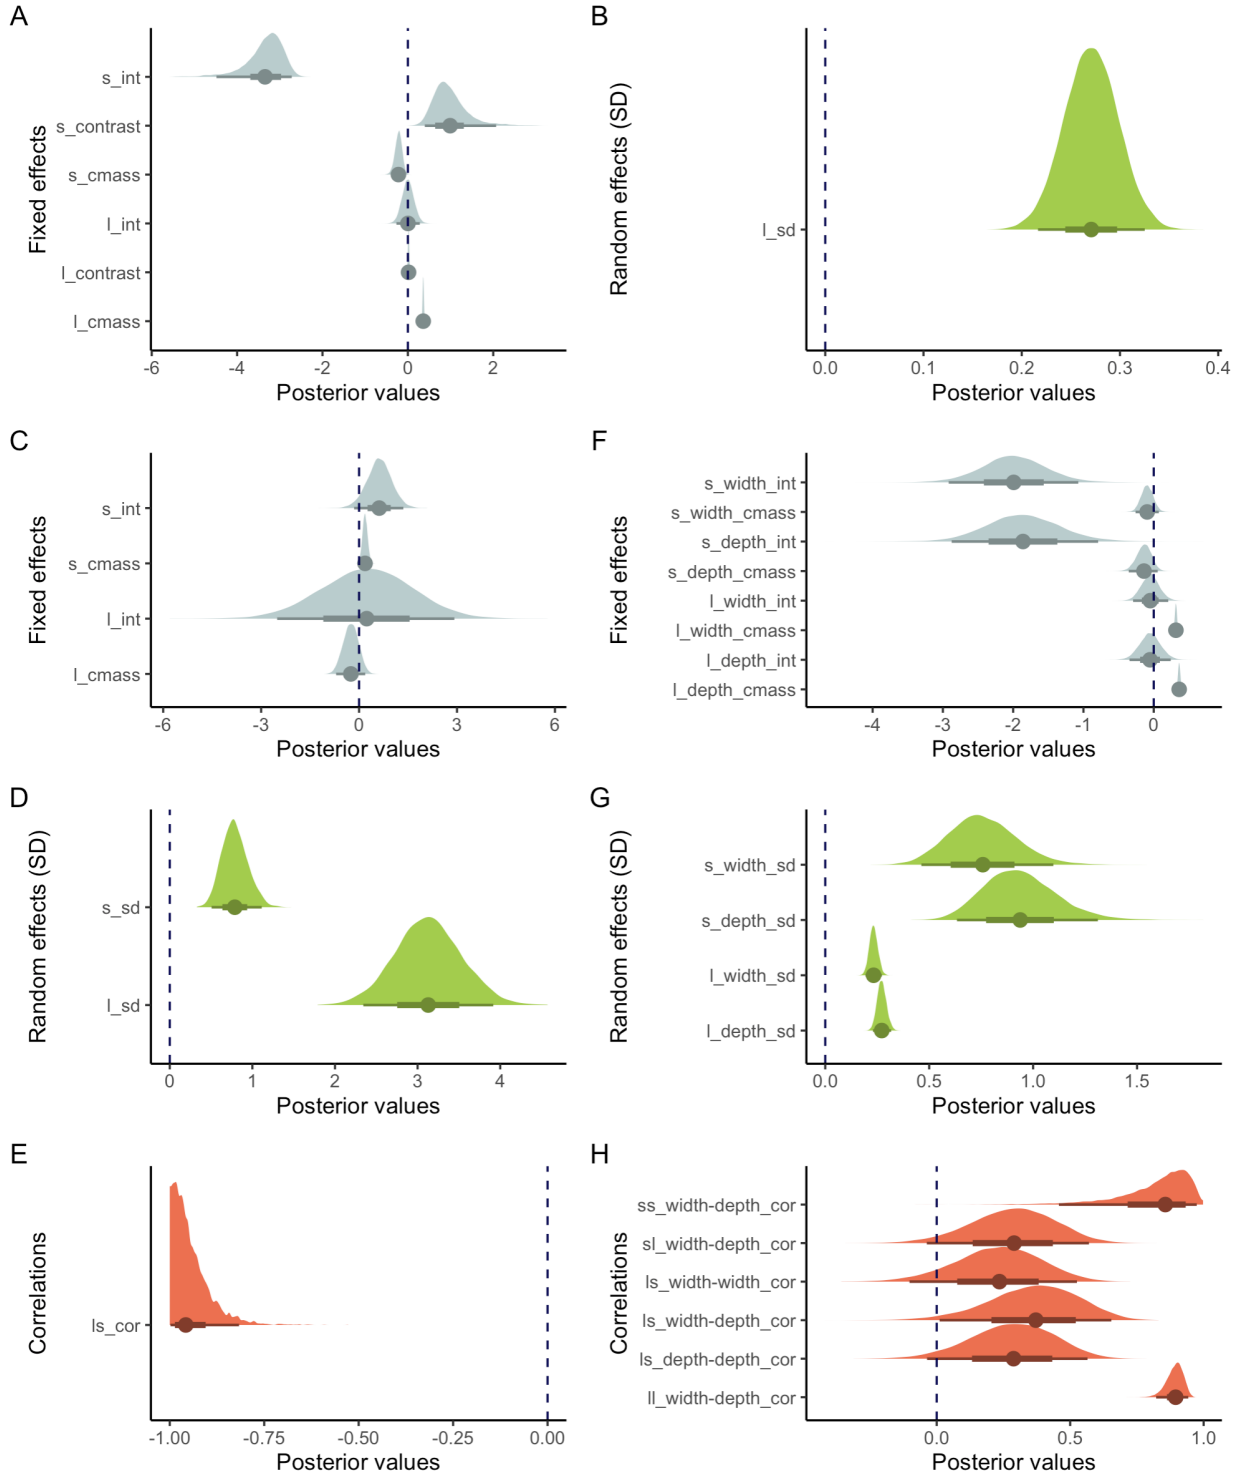 A
Fixed effects
s_int
s_contrast
s_cmass
l_int
l_contrast
l_cmass
-6 -4 -2 0 2
Posterior values
B
Random effects (SD)
l_sd
0.0 0.1 0.2 0.3 0.4
Posterior values
C
Fixed effects
s_int
s_cmass
l_int
l_cmass
-6 -3 0 3 6
Posterior values
F
Fixed effects
s_width_int
s_width_cmass
s_depth_int
s_depth_cmass
l_width_int
l_width_cmass
l_depth_int
l_depth_cmass
-4 -3 -2 -1 0
Posterior values
D
Random effects (SD)
s_sd
l_sd
0 1 2 3 4
Posterior values
G
Random effects (SD)
s_width_sd
s_depth_sd
l_width_sd
l_depth_sd
0.0 0.5 1.0 1.5
Posterior values
E
Correlations
ls_cor
-1.00 -0.75 -0.50 -0.25 0.00
Posterior values
H
Correlations
ss_width-depth_cor
sl_width-depth_cor
ls_width-width_cor
ls_width-depth_cor
ls_depth-depth_cor
ll_width-depth_cor
0.0 0.5 1.0
Posterior values